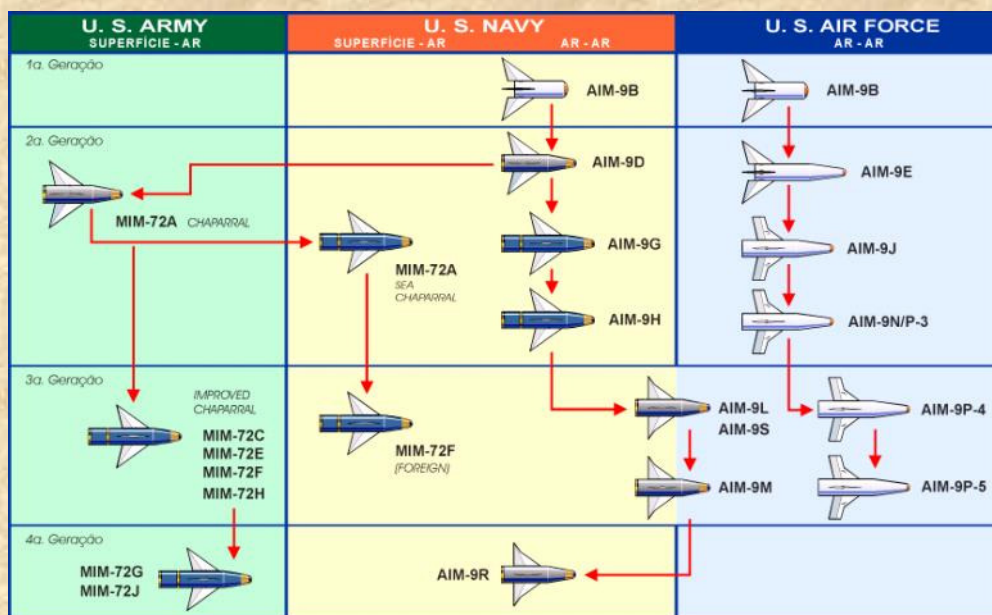 U. S. ARMY
SUPERFÍCIE - AR
U. S. NAVY
SUPERFÍCIE - AR
AR - AR
U. S. AIR FORCE
AR - AR
1a. Geração
AIM-9B
AIM-9B
2a. Geração
AIM-9D
AIM-9E
MIM-72A CHAPARRAL
MIM-72A
SEA
CHAPARRAL
AIM-9G
AIM-9J
AIM-9H
AIM-9N/P-3
3a. Geração
IMPROVED
CHAPARRAL
MIM-72C
MIM-72E
MIM-72F
MIM-72H
MIM-72F
(FOREIGN)
AIM-9L
AIM-9S
AIM-9M
AIM-9P-4
AIM-9P-5
4a. Geração
MIM-72G
MIM-72J
AIM-9R